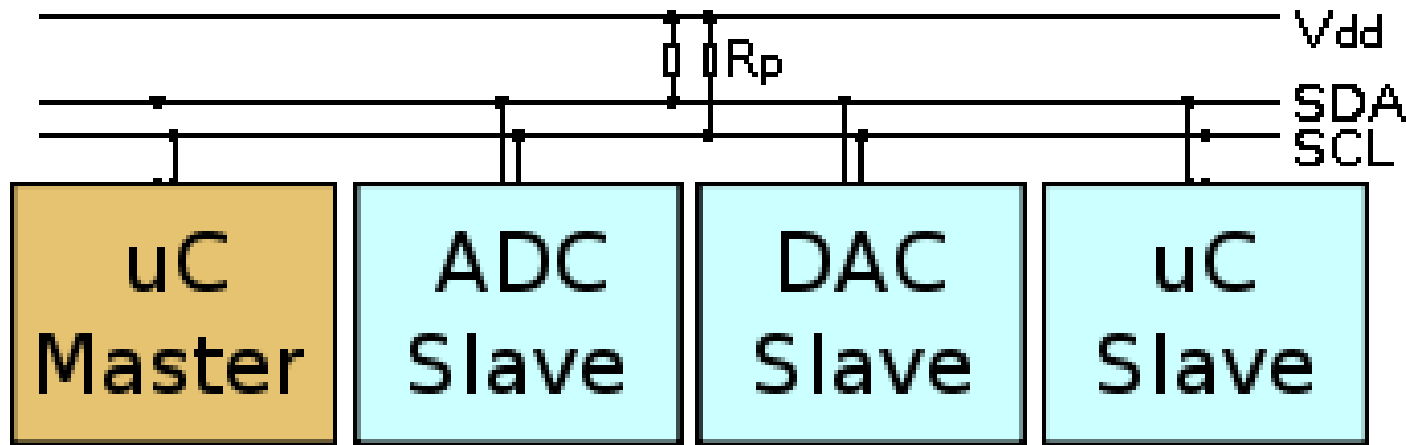 Vdd
Rp
SDA
SCL
uC
Master
ADC
Slave
DAC
Slave
uC
Slave